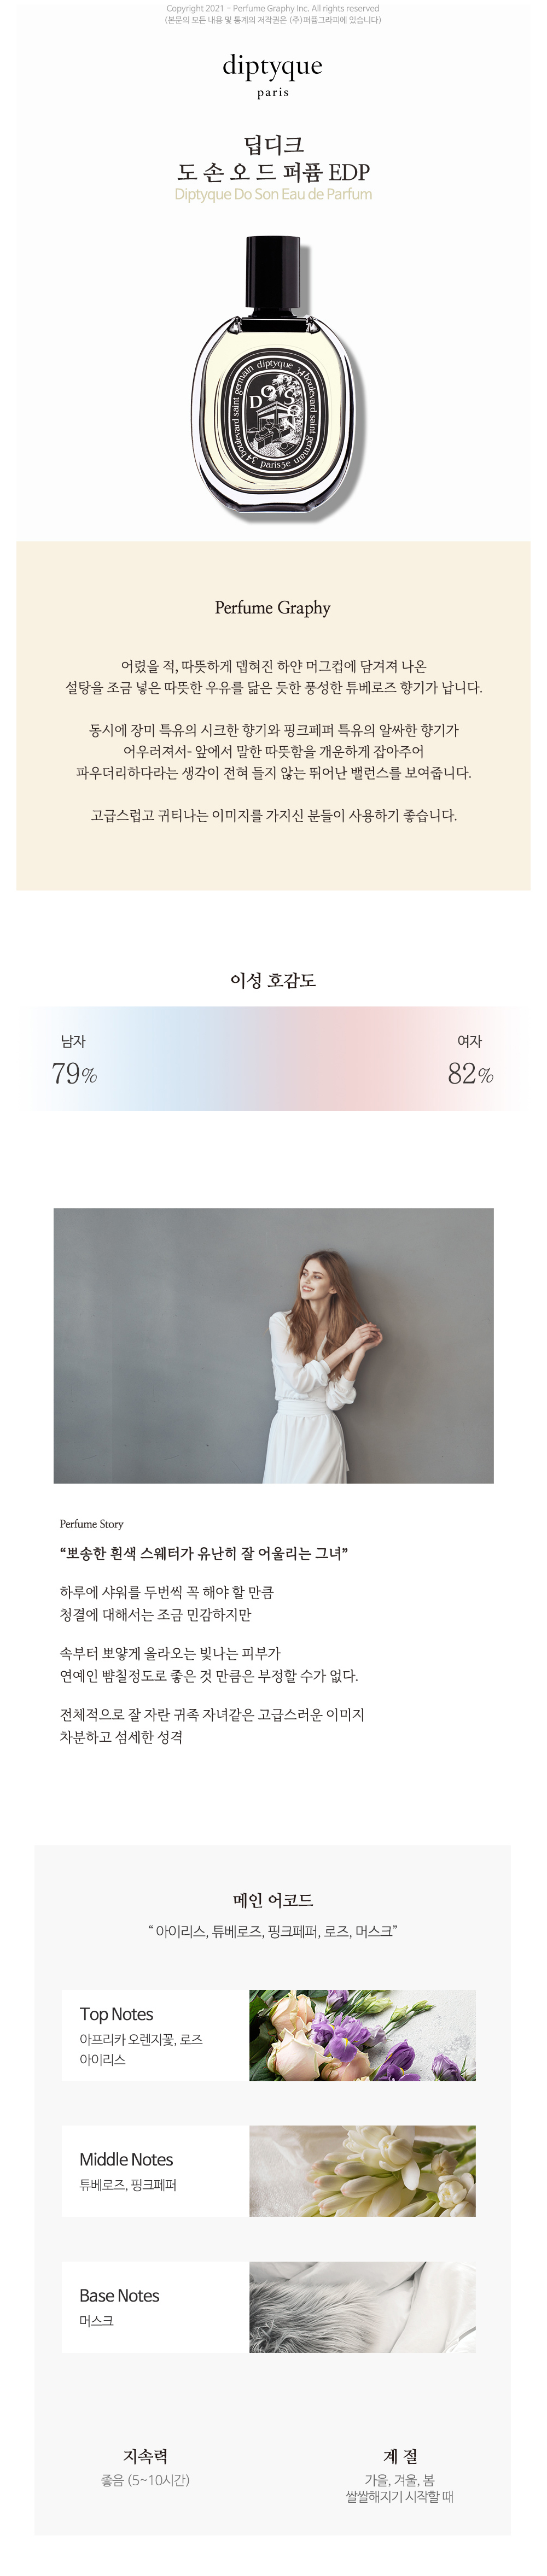 Copyright 2021 - Perfume Graphy Inc. All rights reserved
(본문의 모든 내용 및 통계의 저작권은 (주)퍼퓸그라피에 있습니다)
diptyque
paris
딥디크
도 손 오 드 퍼퓸 EDP
Diptyque Do Son Eau de Parfum
diptyque 34 boulevard saint germain
DO SON
34 boulevard saint germain paris 5e
Perfume Graphy
어렸을 적, 따뜻하게 뎁혀진 하얀 머그컵에 담겨져 나온
설탕을 조금 넣은 따뜻한 우유를 닮은 듯한 풍성한 튜베로즈 향기가 납니다.
동시에 장미 특유의 시크한 향기와 핑크페퍼 특유의 알싸한 향기가
어우러져서- 앞에서 말한 따뜻함을 개운하게 잡아주어
파우더리하다라는 생각이 전혀 들지 않는 뛰어난 밸런스를 보여줍니다.
고급스럽고 귀티나는 이미지를 가지신 분들이 사용하기 좋습니다.
이성 호감도
남자 여자
79% 82%
Perfume Story
“뽀송한 흰색 스웨터가 유난히 잘 어울리는 그녀”
하루에 샤워를 두번씩 꼭 해야 할 만큼
청결에 대해서는 조금 민감하지만
속부터 뽀얗게 올라오는 빛나는 피부가
연예인 뺨칠정도로 좋은 것 만큼은 부정할 수가 없다.
전체적으로 잘 자란 귀족 자녀같은 고급스러운 이미지
차분하고 섬세한 성격
메인 어코드
“ 아이리스, 튜베로즈, 핑크페퍼, 로즈, 머스크”
Top Notes
아프리카 오렌지꽃, 로즈
아이리스
Middle Notes
튜베로즈, 핑크페퍼
Base Notes
머스크
지속력
좋음 (5~10시간)
계 절
가을, 겨울, 봄
쌀쌀해지기 시작할 때